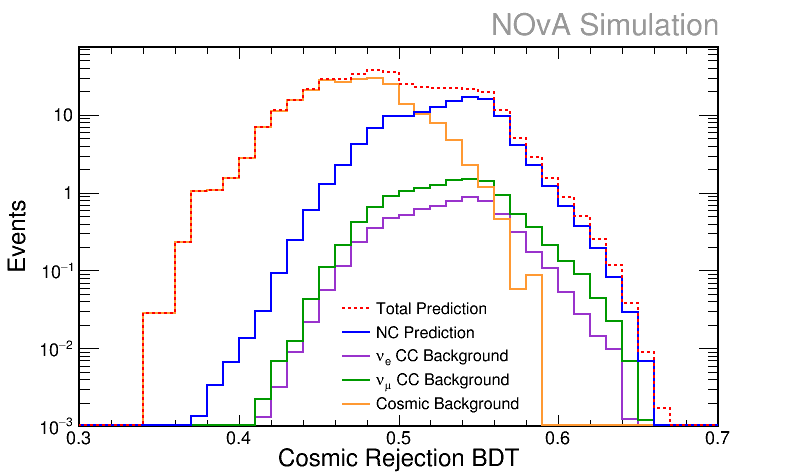 NOvA Simulation
Events
10
1
10⁻¹
10⁻²
10⁻³
Total Prediction
NC Prediction
νe CC Background
νμ CC Background
Cosmic Background
0.3 0.4 0.5 0.6 0.7
Cosmic Rejection BDT